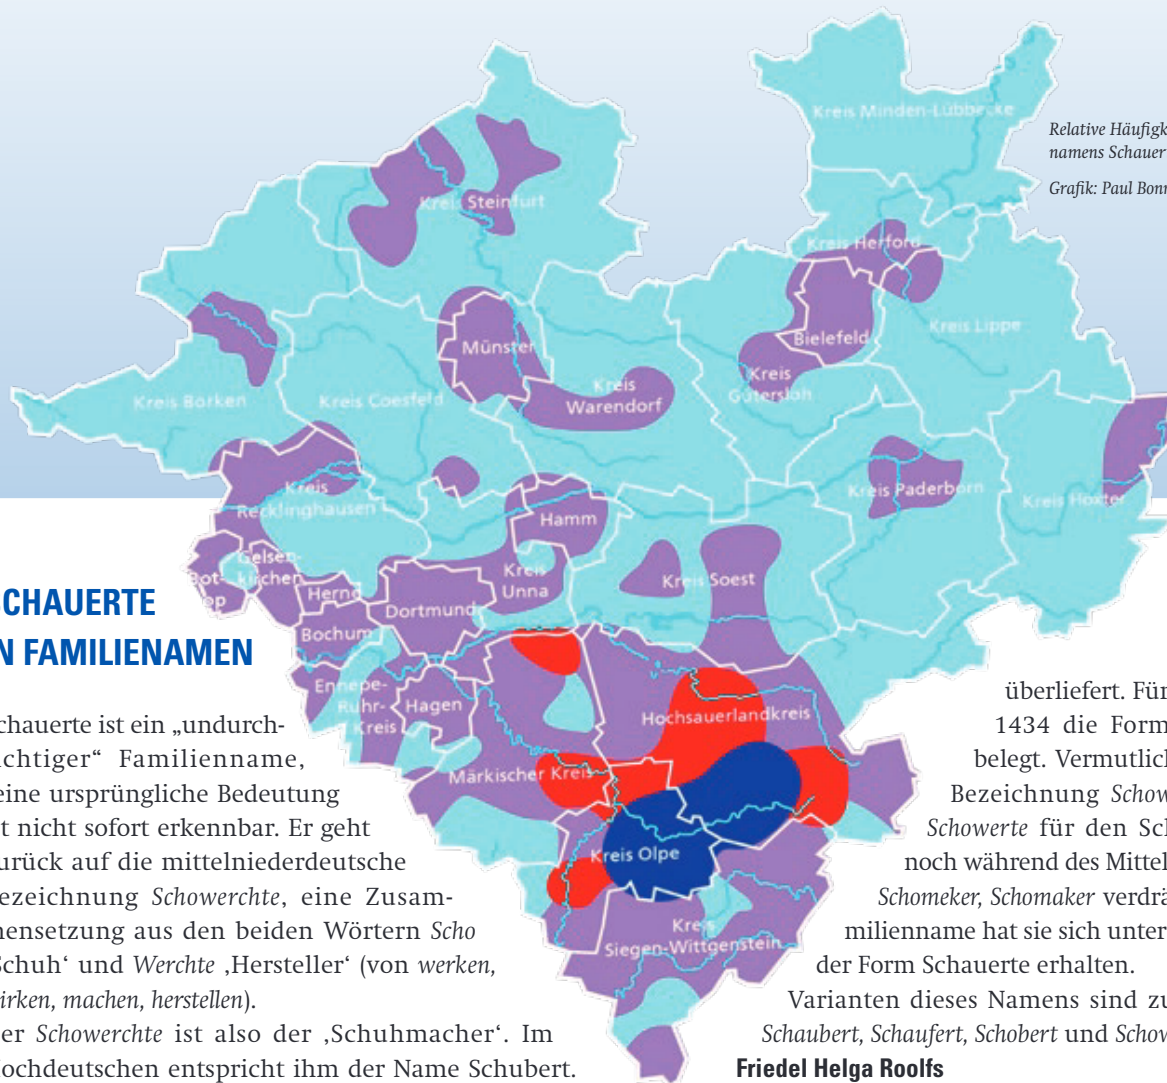 Relative Häufigk
namens Schauer
Grafik: Paul Bonn
Kreis Minden-Lübbecke
Kreis Steinfurt
Kreis Herford
Kreis Lippe
Bielefeld
Münster
Kreis
Warendorf
Kreis
Gütersloh
Kreis Borken
Kreis Coesfeld
Kreis
Recklinghausen
Hamm
Kreis Paderborn
Kreis Höxter
Gelsen-
kirchen
Bot-
op
Herne
Kreis
Unna
Kreis Soest
Dortmund
Bochum
Ennepe-
Ruhr-
Kreis
Hagen
Hochsauerlandkreis
Märkischer Kreis
Kreis Olpe
Kreis
Siegen-Wittgenstein
SCHAUERTE
N FAMILIENAMEN
chauerte ist ein „undurch-
ichtiger“ Familienname,
eine ursprüngliche Bedeutung
t nicht sofort erkennbar. Er geht
urück auf die mittelniederdeutsche
ezeichnung Schowerchte, eine Zusam-
mensetzung aus den beiden Wörtern Scho
Schuh‘ und Werchte ‚Hersteller‘ (von werken,
irken, machen, herstellen).
er Schowerchte ist also der ‚Schuhmacher‘. Im
Hochdeutschen entspricht ihm der Name Schubert.
überliefert. Für
1434 die Form
belegt. Vermutlich
Bezeichnung Schow
Schowerte für den Sch
noch während des Mittel
Schomeker, Schomaker verdrä
milienname hat sie sich unter
der Form Schauerte erhalten.
Varianten dieses Namens sind zu
Schaubert, Schaufert, Schobert und Schow
Friedel Helga Roolfs